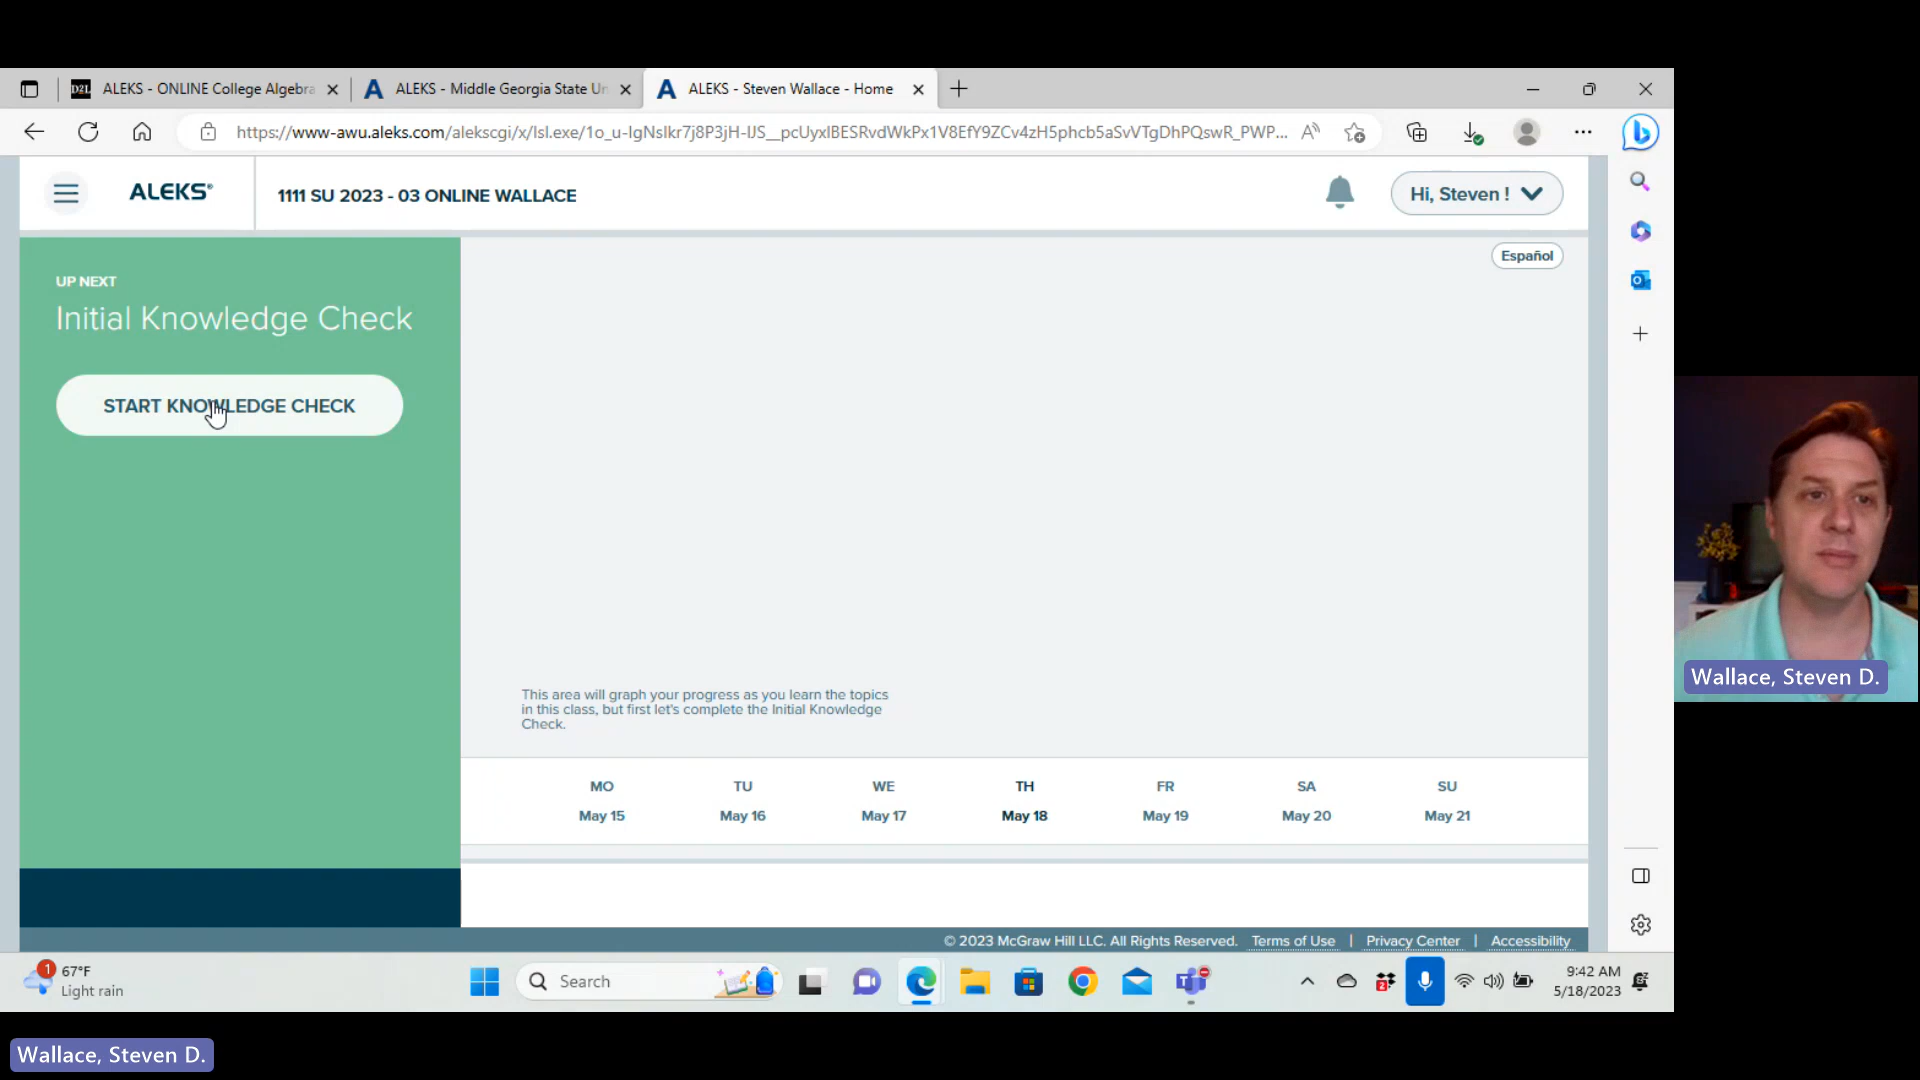 ALEKS - ONLINE College Algebra
ALEKS - Middle Georgia State Un
ALEKS - Steven Wallace - Home
https://www-awu.aleks.com/alekscgi/x/Isl.exe/1o_u-IgNsIkr7j8P3jH-IJS__pcUyxIBESRvdWkPx1V8EfY9ZCv4zH5phcb5aSvVTgDhPQswR_PWP...
ALEKS®
1111 SU 2023 - 03 ONLINE WALLACE
Hi, Steven !
Español
UP NEXT
Initial Knowledge Check
START KNOWLEDGE CHECK
This area will graph your progress as you learn the topics
in this class, but first let's complete the Initial Knowledge
Check.
MO TU WE TH FR SA SU
May 15 May 16 May 17 May 18 May 19 May 20 May 21
© 2023 McGraw Hill LLC. All Rights Reserved. Terms of Use | Privacy Center | Accessibility
Wallace, Steven D.
1
67°F
Light rain
Search
2
9:42 AM
5/18/2023
Wallace, Steven D.